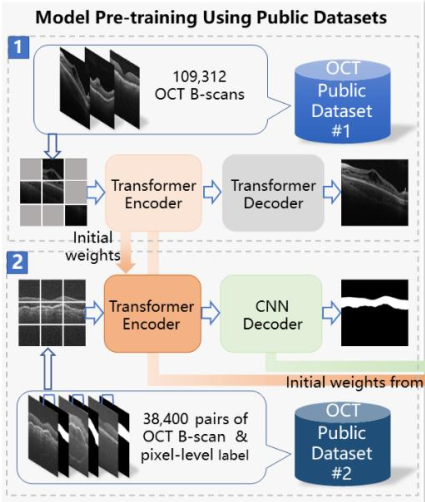 Model Pre-training Using Public Datasets
1
109,312
OCT B-scans
OCT
Public
Dataset
#1
Transformer
Encoder
Transformer
Decoder
Initial
weights
2
Transformer
Encoder
CNN
Decoder
Initial weights from
38,400 pairs of
OCT B-scan &
pixel-level label
OCT
Public
Dataset
#2